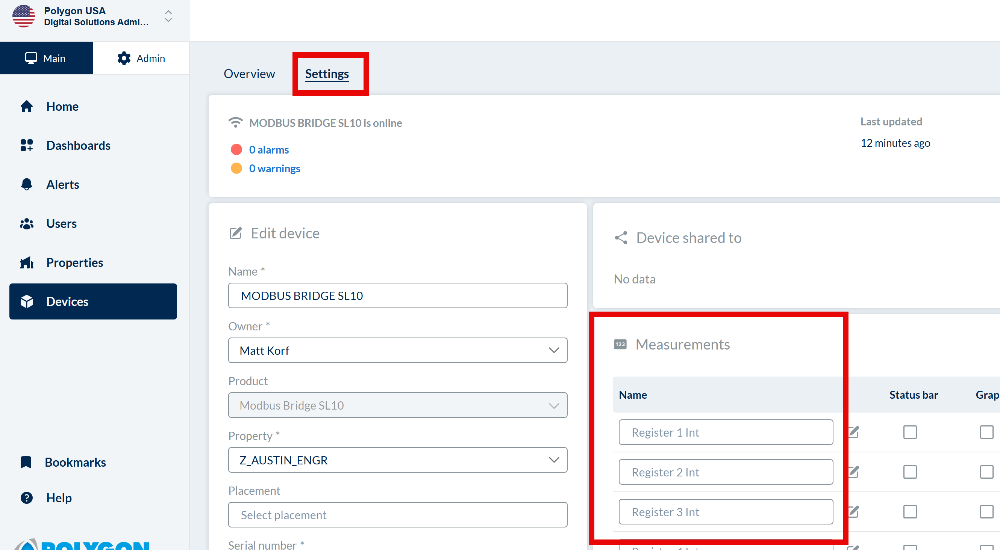 Polygon USA
Digital Solutions Admi...
Main
Admin
Home
Dashboards
Alerts
Users
Properties
Devices
Bookmarks
Help
POLYGON
Overview
Settings
MODBUS BRIDGE SL10 is online
0 alarms
0 warnings
Last updated
12 minutes ago
Edit device
Name *
MODBUS BRIDGE SL10
Owner *
Matt Korf
Product
Modbus Bridge SL10
Property *
Z_AUSTIN_ENGR
Placement
Select placement
Serial number *
Device shared to
No data
123 Measurements
Name Status bar Grap
Register 1 Int
Register 2 Int
Register 3 Int